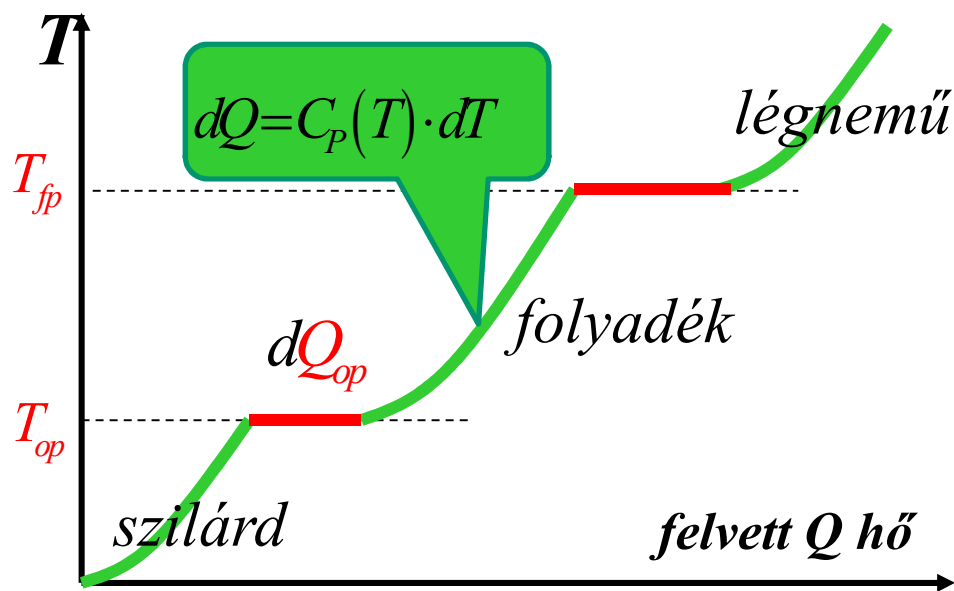 T
dQ=C_P(T)·dT
légnemű
T_fp
folyadék
dQ_op
T_op
szilárd
felvett Q hő